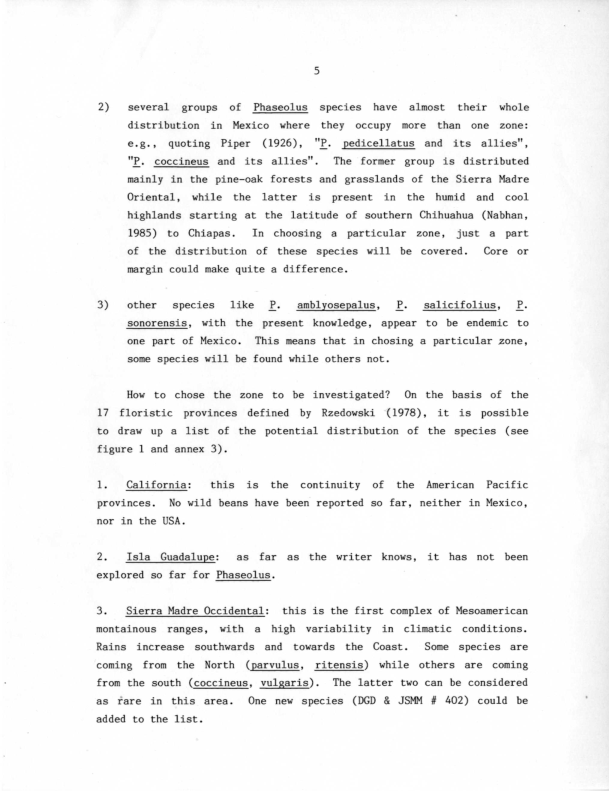 5
2) several groups of Phaseolus species have almost their whole
distribution in Mexico where they occupy more than one zone:
e.g., quoting Piper (1926), "P. pedicellatus and its allies",
"P. coccineus and its allies". The former group is distributed
mainly in the pine-oak forests and grasslands of the Sierra Madre
Oriental, while the latter is present in the humid and cool
highlands starting at the latitude of southern Chihuahua (Nabhan,
1985) to Chiapas. In choosing a particular zone, just a part
of the distribution of these species will be covered. Core or
margin could make quite a difference.
3) other species like P. amblyosepalus, P. salicifolius, P.
sonorensis, with the present knowledge, appear to be endemic to
one part of Mexico. This means that in chosing a particular zone,
some species will be found while others not.
How to chose the zone to be investigated? On the basis of the
17 floristic provinces defined by Rzedowski (1978), it is possible
to draw up a list of the potential distribution of the species (see
figure 1 and annex 3).
1. California: this is the continuity of the American Pacific
provinces. No wild beans have been reported so far, neither in Mexico,
nor in the USA.
2. Isla Guadalupe: as far as the writer knows, it has not been
explored so far for Phaseolus.
3. Sierra Madre Occidental: this is the first complex of Mesoamerican
montainous ranges, with a high variability in climatic conditions.
Rains increase southwards and towards the Coast. Some species are
coming from the North (parvulus, ritensis) while others are coming
from the south (coccineus, vulgaris). The latter two can be considered
as rare in this area. One new species (DGD & JSMM # 402) could be
added to the list.